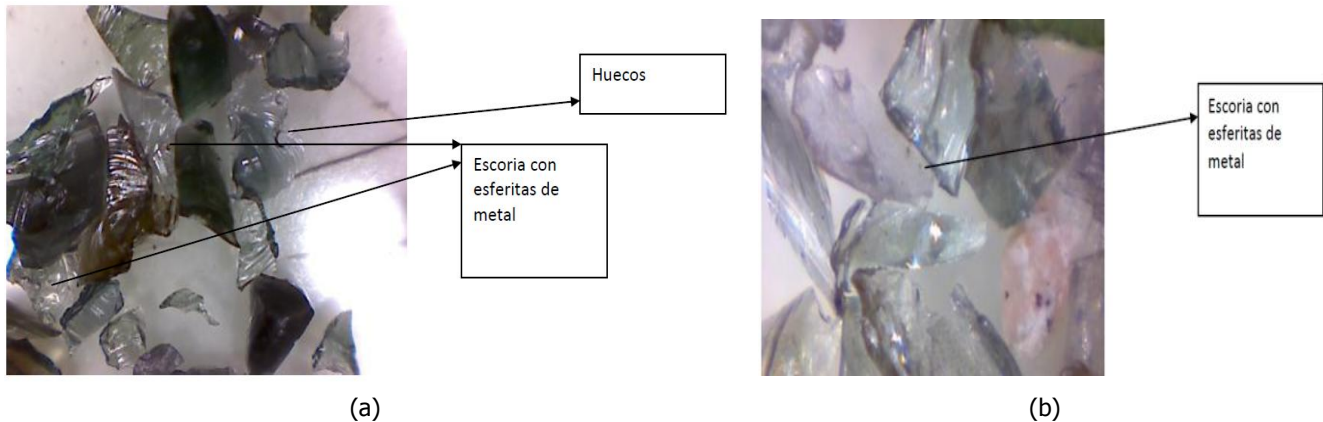 Huecos
Escoria con
esferitas de
metal
Escoria con
esferitas de
metal
(a)
(b)